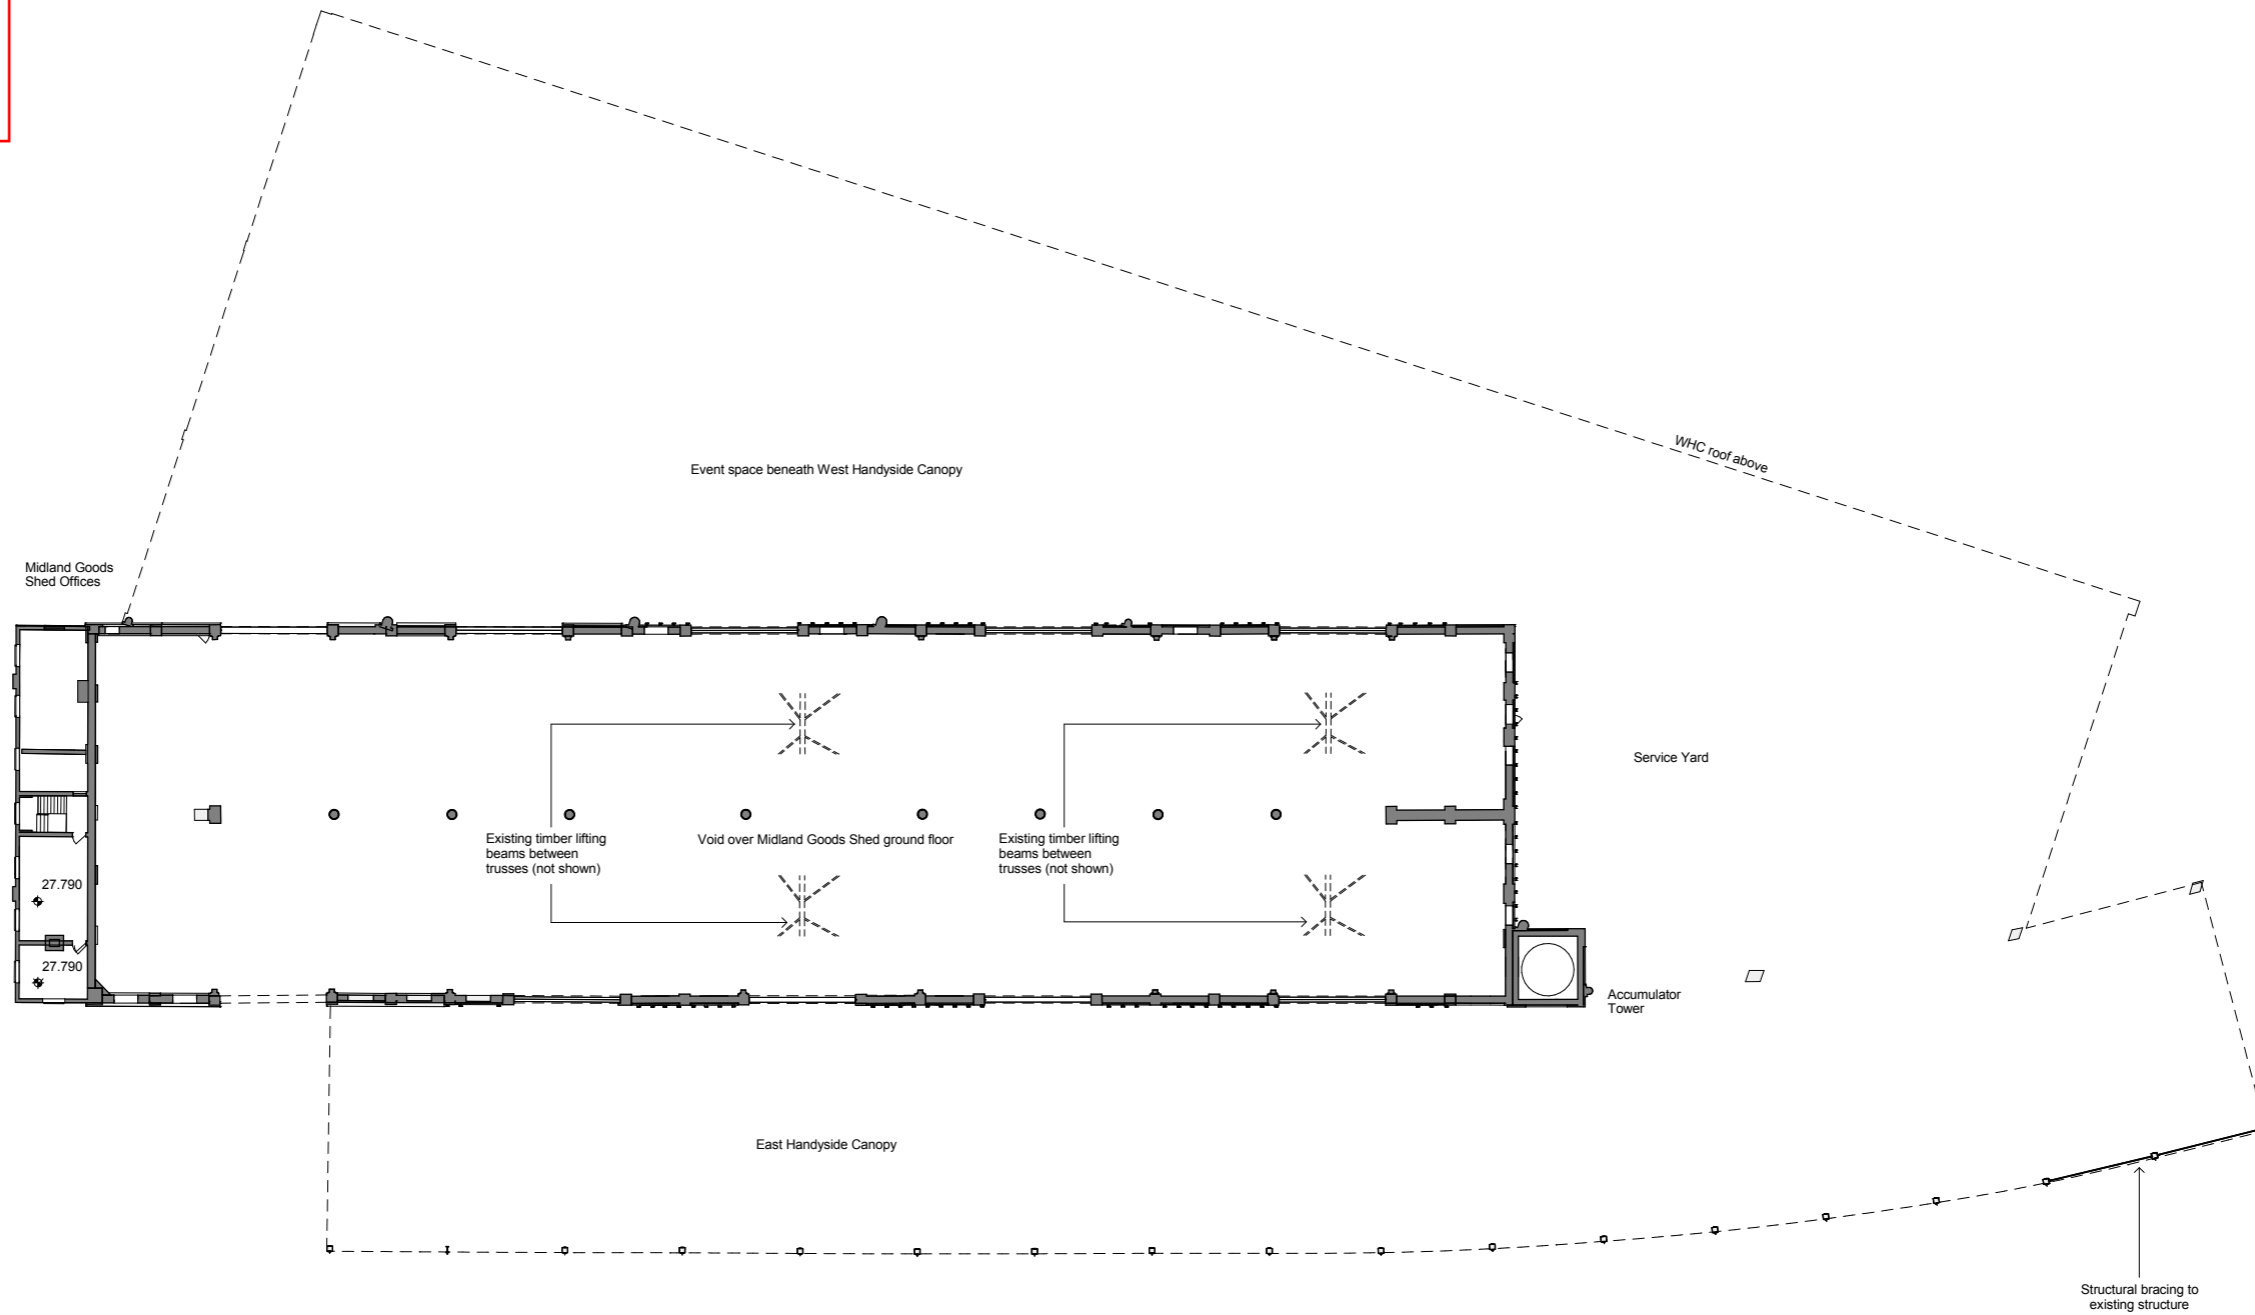 WHC roof above
Event space beneath West Handyside Canopy
Midland Goods
Shed Offices
Service Yard
Existing timber lifting
beams between
trusses (not shown)
Void over Midland Goods Shed ground floor
Existing timber lifting
beams between
trusses (not shown)
27.790
27.790
Accumulator
Tower
East Handyside Canopy
Structural bracing to
existing structure